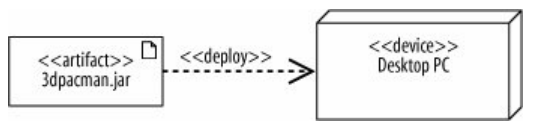 <<artifact>>
3dpacman.jar
<<deploy>>
<<device>>
Desktop PC